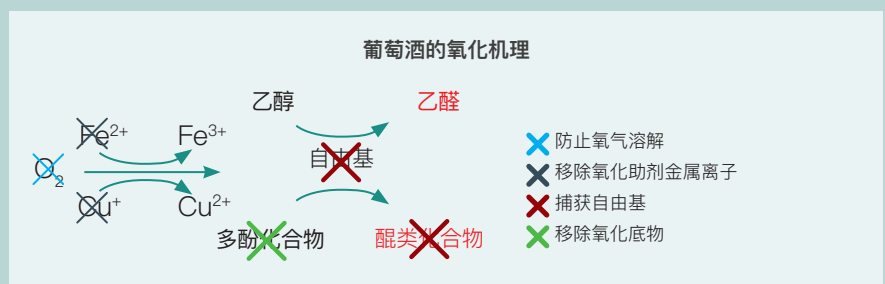 葡萄酒的氧化机理
乙醇 乙醛
Fe²⁺ Fe³⁺
自由基
O₂
Cu⁺ Cu²⁺
多酚化合物 醌类化合物
防止氧气溶解
移除氧化助剂金属离子
捕获自由基
移除氧化底物